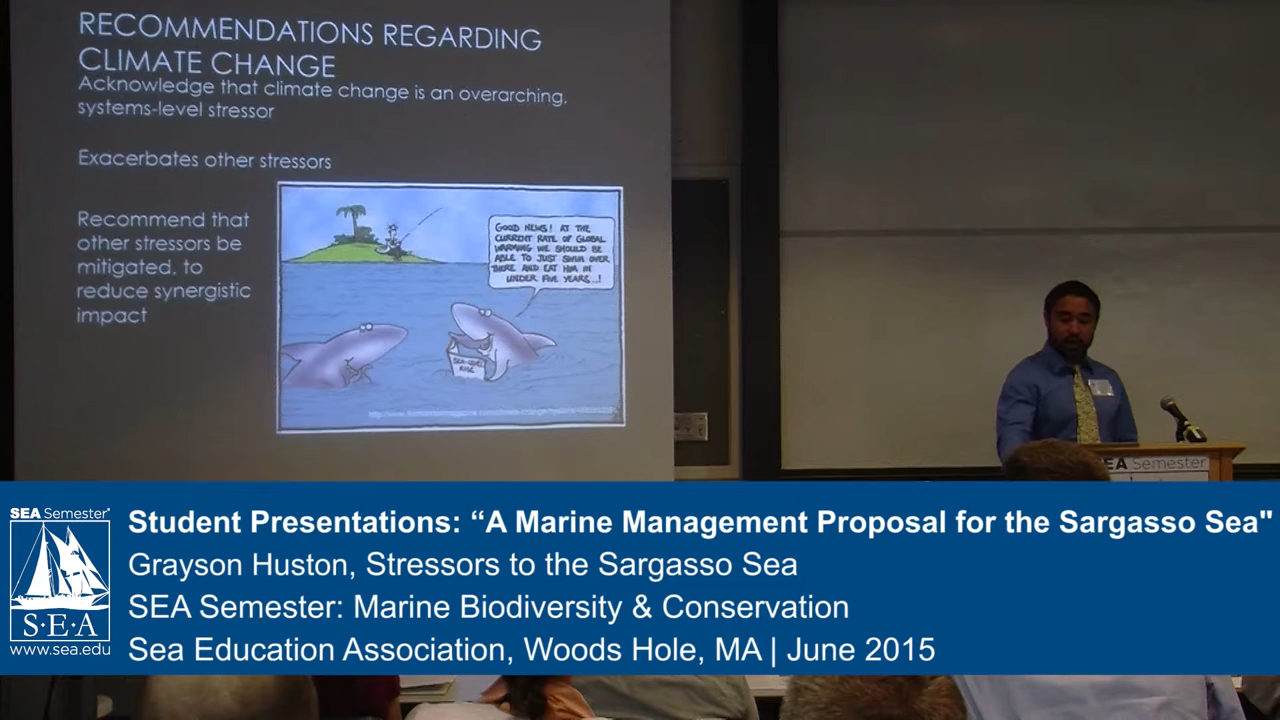 RECOMMENDATIONS REGARDING
CLIMATE CHANGE
Acknowledge that climate change is an overarching,
systems-level stressor
Exacerbates other stressors
Recommend that
other stressors be
mitigated, to
reduce synergistic
impact
GOOD NEWS! AT THE
CURRENT RATE OF GLOBAL
WARMING WE SHOULD BE
ABLE TO JUST SWIM OVER
THERE AND EAT HIM IN
UNDER FIVE YEARS..!
SEA-LEVEL
RISE
EA Semester
SEA Semester®
S·E·A
www.sea.edu
Student Presentations: “A Marine Management Proposal for the Sargasso Sea"
Grayson Huston, Stressors to the Sargasso Sea
SEA Semester: Marine Biodiversity & Conservation
Sea Education Association, Woods Hole, MA | June 2015